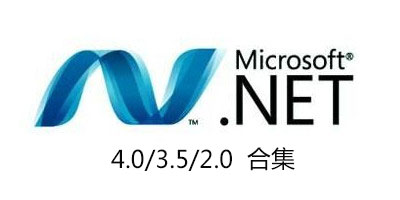 Microsoft®
.NET
™
4.0/3.5/2.0 合集